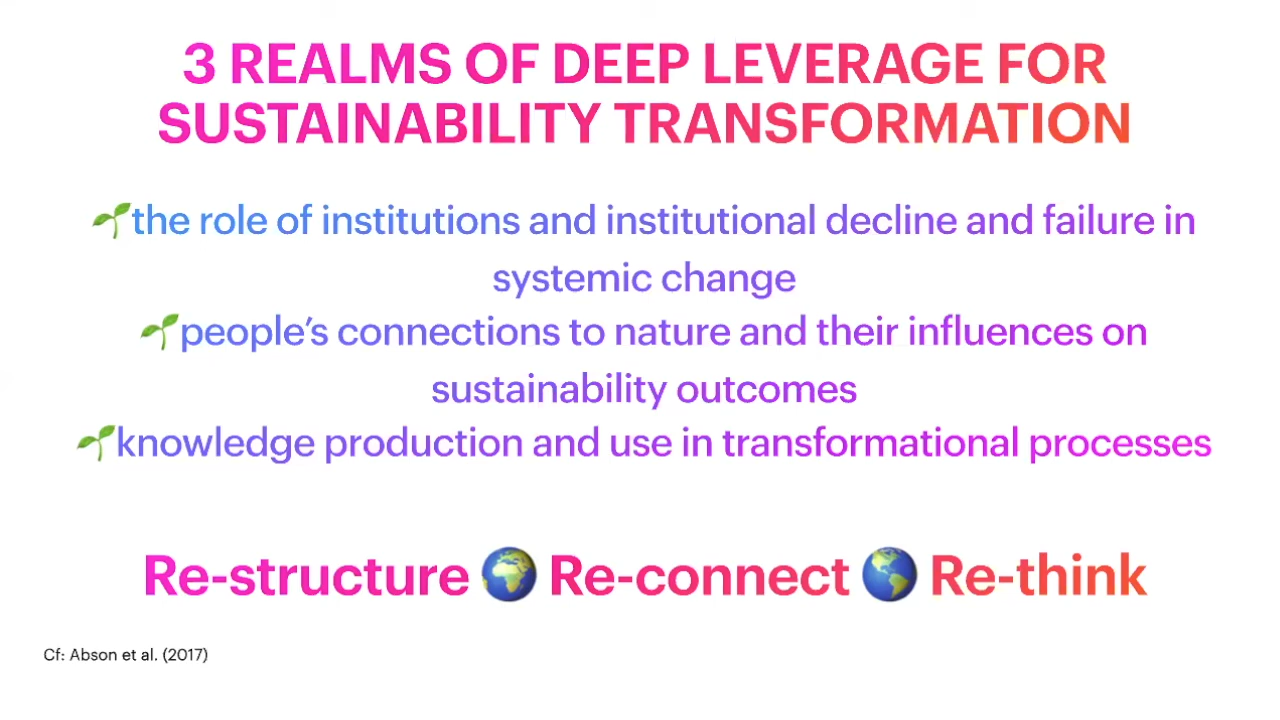 3 REALMS OF DEEP LEVERAGE FOR
SUSTAINABILITY TRANSFORMATION
🌱the role of institutions and institutional decline and failure in
systemic change
🌱people’s connections to nature and their influences on
sustainability outcomes
🌱knowledge production and use in transformational processes
Re-structure 🌍 Re-connect 🌎 Re-think
Cf: Abson et al. (2017)